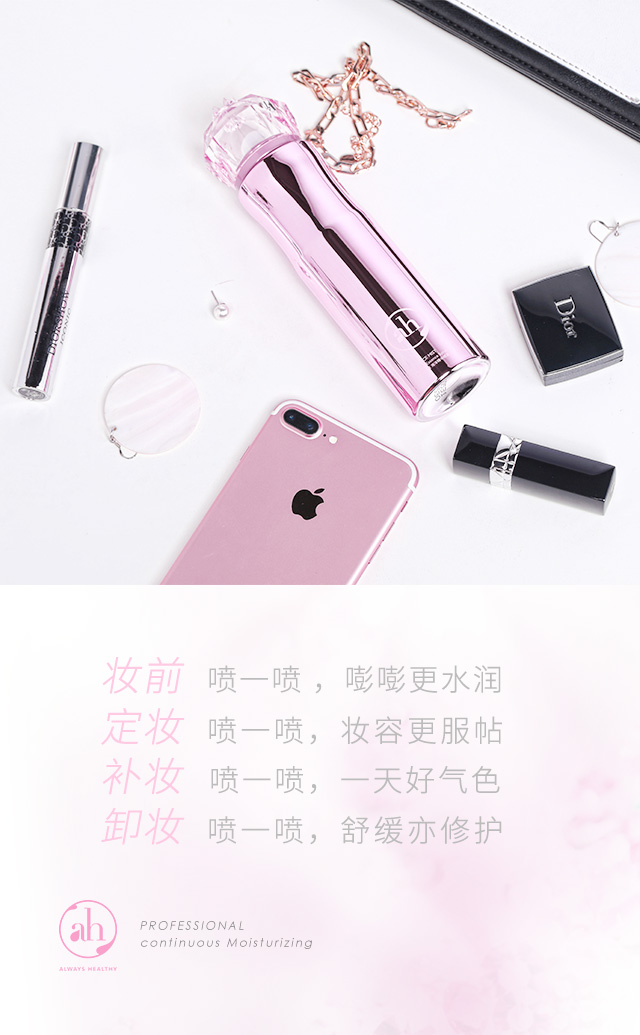 DIORSHOW
ah
Dior
妆前 喷一喷，嘭嘭更水润
定妆 喷一喷，妆容更服帖
补妆 喷一喷，一天好气色
卸妆 喷一喷，舒缓亦修护
ah
ALWAYS HEALTHY
PROFESSIONAL
continuous Moisturizing